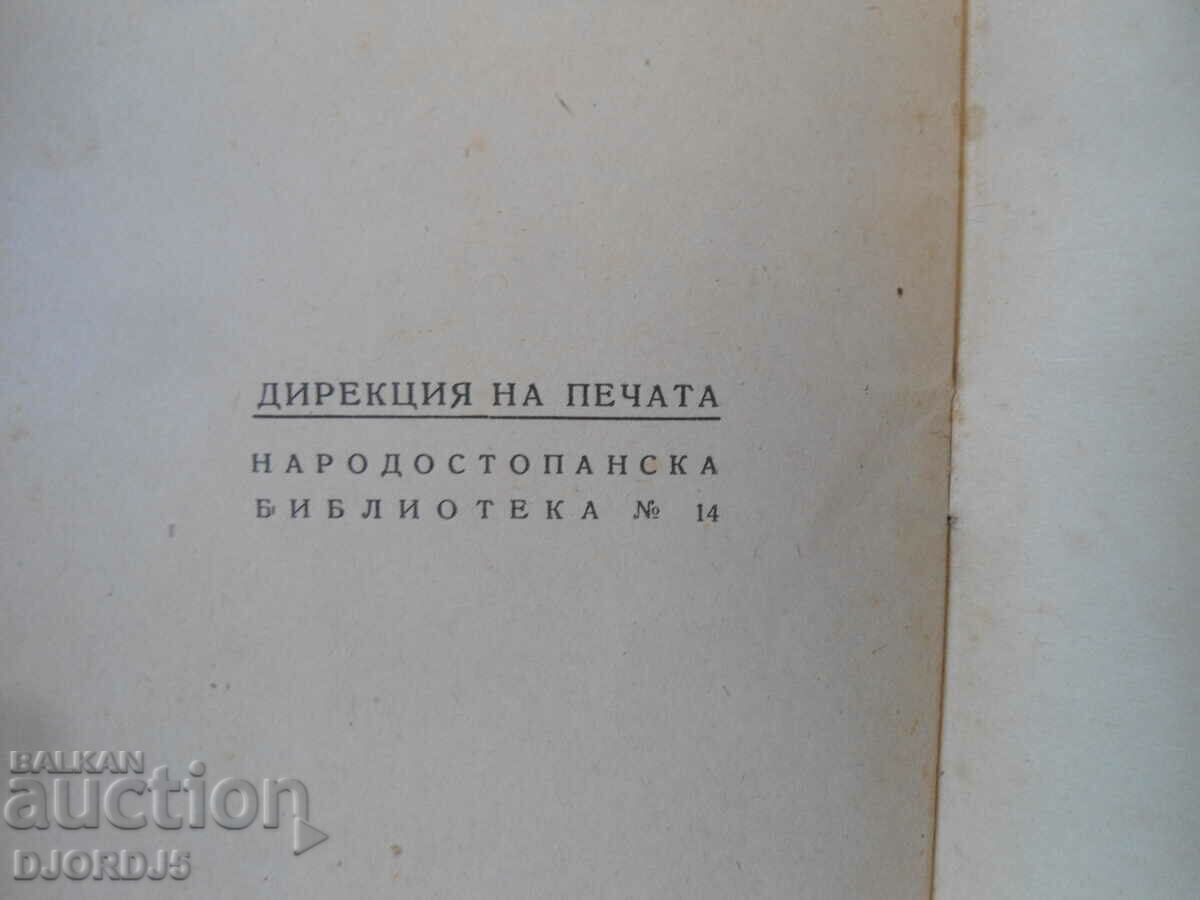 ДИРЕКЦИЯ НА ПЕЧАТА
НАРОДОСТОПАНСКА
БИБЛИОТЕКА № 14
BALKAN
auction
DJORDJ5